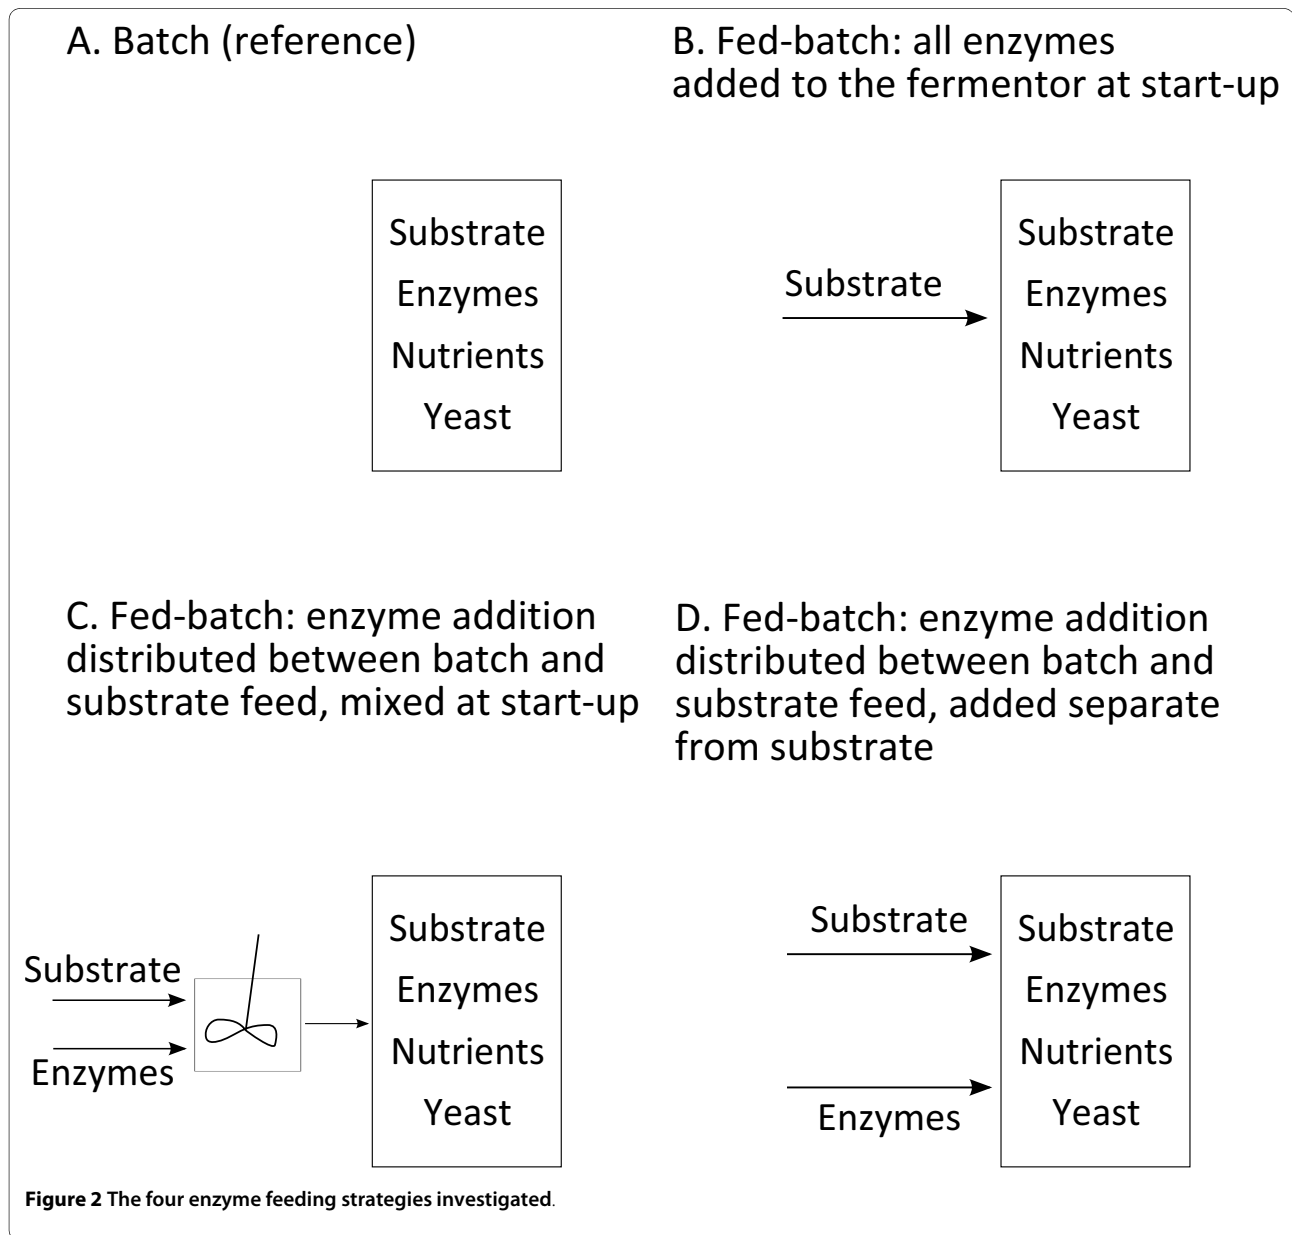 A. Batch (reference)
Substrate
Enzymes
Nutrients
Yeast
B. Fed-batch: all enzymes
added to the fermentor at start-up
Substrate
Substrate
Enzymes
Nutrients
Yeast
C. Fed-batch: enzyme addition
distributed between batch and
substrate feed, mixed at start-up
Substrate
Enzymes
Substrate
Enzymes
Nutrients
Yeast
D. Fed-batch: enzyme addition
distributed between batch and
substrate feed, added separate
from substrate
Substrate
Enzymes
Substrate
Enzymes
Nutrients
Yeast
Figure 2 The four enzyme feeding strategies investigated.